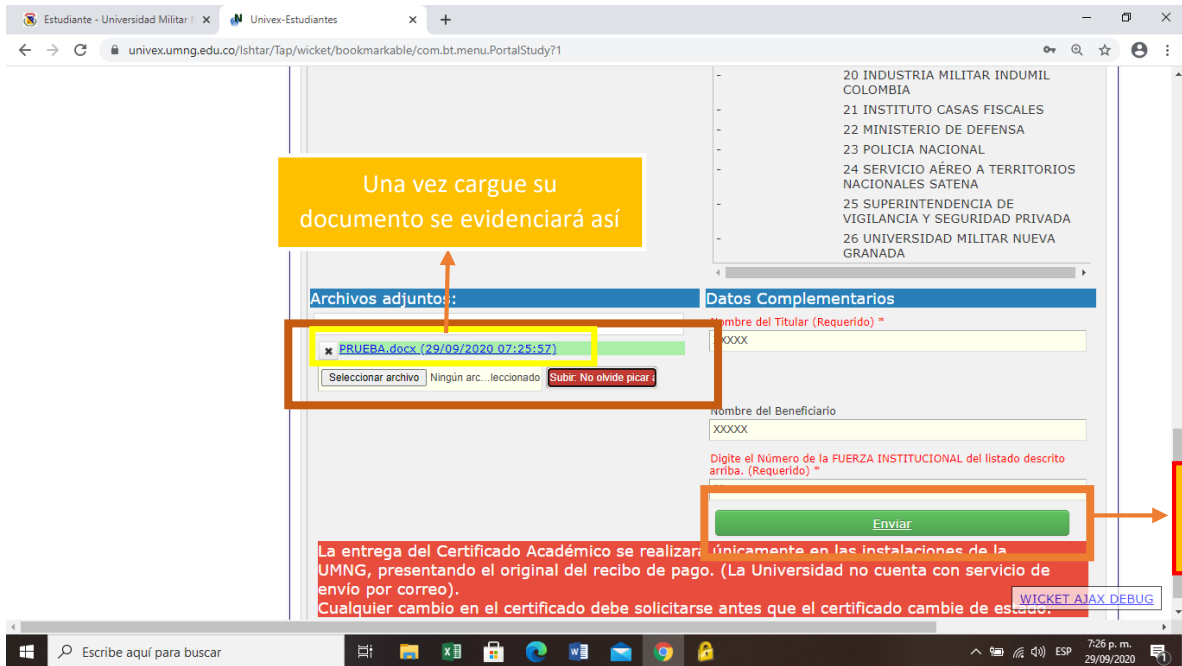 Estudiante - Universidad Militar
Univex-Estudiantes
univex.umng.edu.co/Ishtar/Tap/wicket/bookmarkable/com.bt.menu.PortalStudy?1
- 20 INDUSTRIA MILITAR INDUMIL
COLOMBIA
- 21 INSTITUTO CASAS FISCALES
- 22 MINISTERIO DE DEFENSA
- 23 POLICIA NACIONAL
- 24 SERVICIO AÉREO A TERRITORIOS
NACIONALES SATENA
- 25 SUPERINTENDENCIA DE
VIGILANCIA Y SEGURIDAD PRIVADA
- 26 UNIVERSIDAD MILITAR NUEVA
GRANADA
Una vez cargue su
documento se evidenciará así
Archivos adjuntos:
PRUEBA.docx (29/09/2020 07:25:57)
Seleccionar archivo Ningún arc...leccionado Subir: No olvide picar
Datos Complementarios
Nombre del Titular (Requerido) *
XXXXX
Nombre del Beneficiario
XXXXX
Digite el Número de la FUERZA INSTITUCIONAL del listado descrito
arriba. (Requerido) *
Enviar
La entrega del Certificado Académico se realizará únicamente en las instalaciones de la
UMNG, presentando el original del recibo de pago. (La Universidad no cuenta con servicio de
envío por correo).
Cualquier cambio en el certificado debe solicitarse antes que el certificado cambie de estado.
WICKET AJAX DEBUG
Escribe aquí para buscar
ESP
7:26 p. m.
29/09/2020